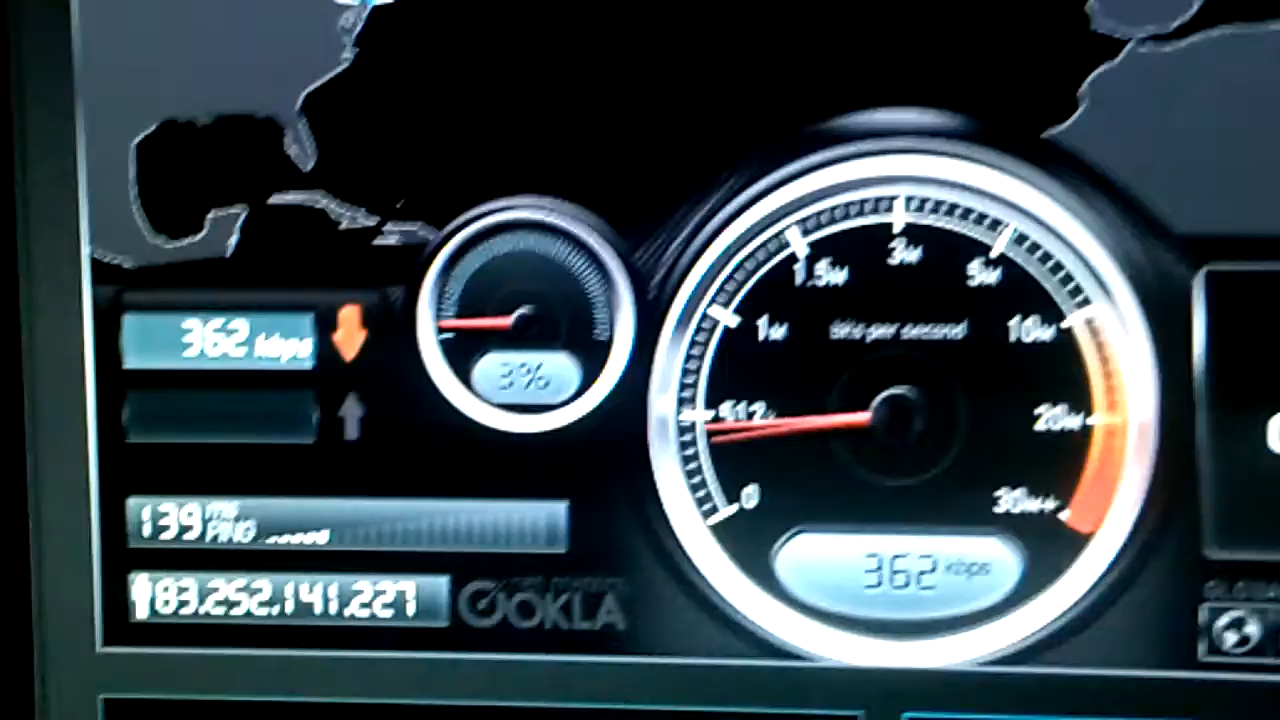 362 kbps
3%
139 ms PING
83.252.141.227
OOKLA
1.5M
3M
5M
1M
bits per second
10M
512k
20M
0
30M+
362 kbps